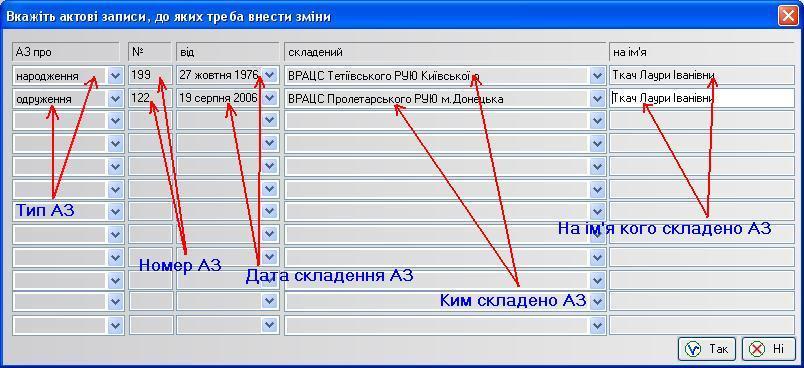 Вкажіть актові записи, до яких треба внести зміни
АЗ про № від складений на ім'я
народження 199 27 жовтня 1976 ВРАЦС Тетіївського РУЮ Київської о Ткач Лаури Іванівни
одруження 122 19 серпня 2006 ВРАЦС Пролетарського РУЮ м.Донецька Ткач Лаури Іванівни
Тип АЗ
На ім'я кого складено АЗ
Номер АЗ
Дата складення АЗ
Ким складено АЗ
Так Ні